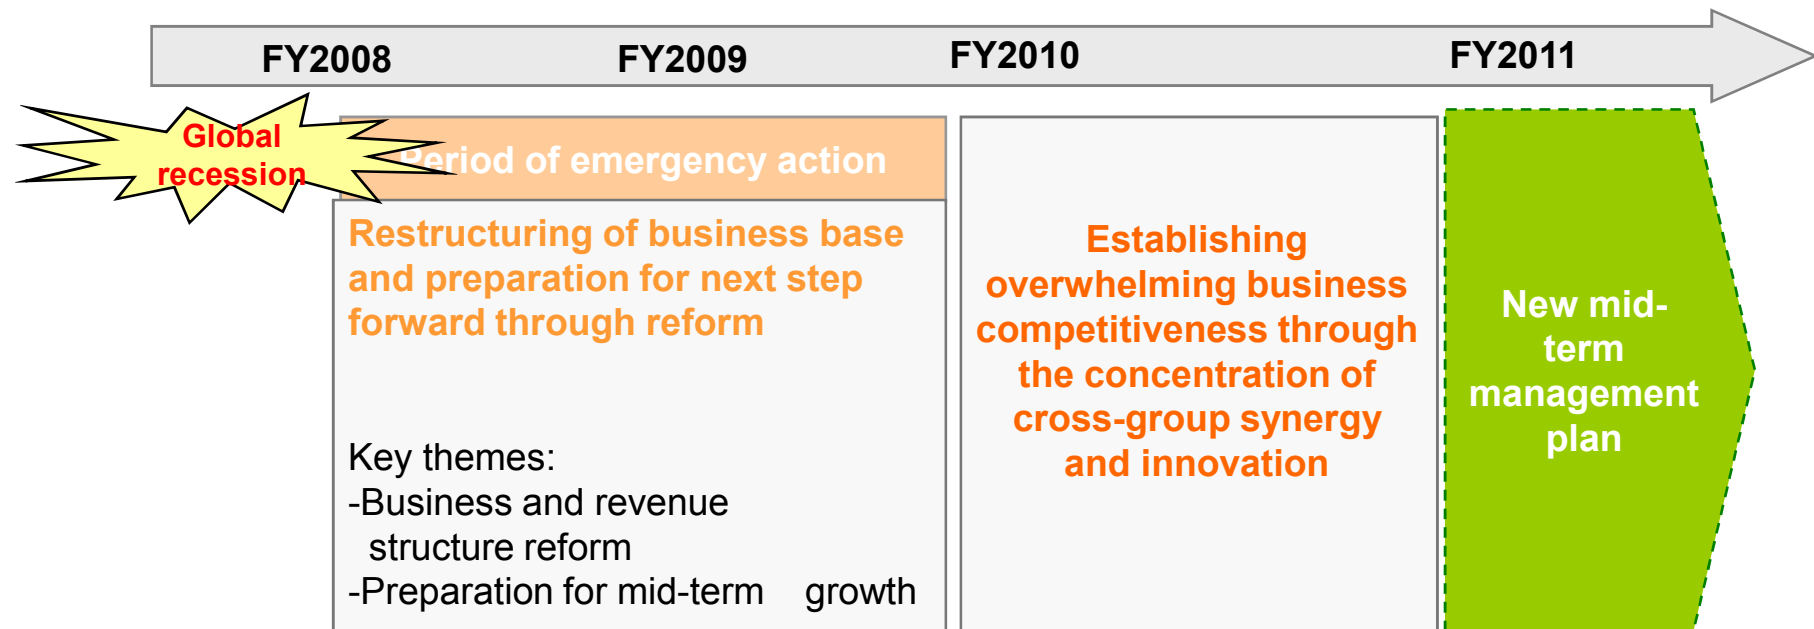 FY2008 FY2009 FY2010 FY2011
Global
recession
Period of emergency action
Restructuring of business base
and preparation for next step
forward through reform
Key themes:
-Business and revenue
structure reform
-Preparation for mid-term growth
Establishing
overwhelming business
competitiveness through
the concentration of
cross-group synergy
and innovation
New mid-
term
management
plan